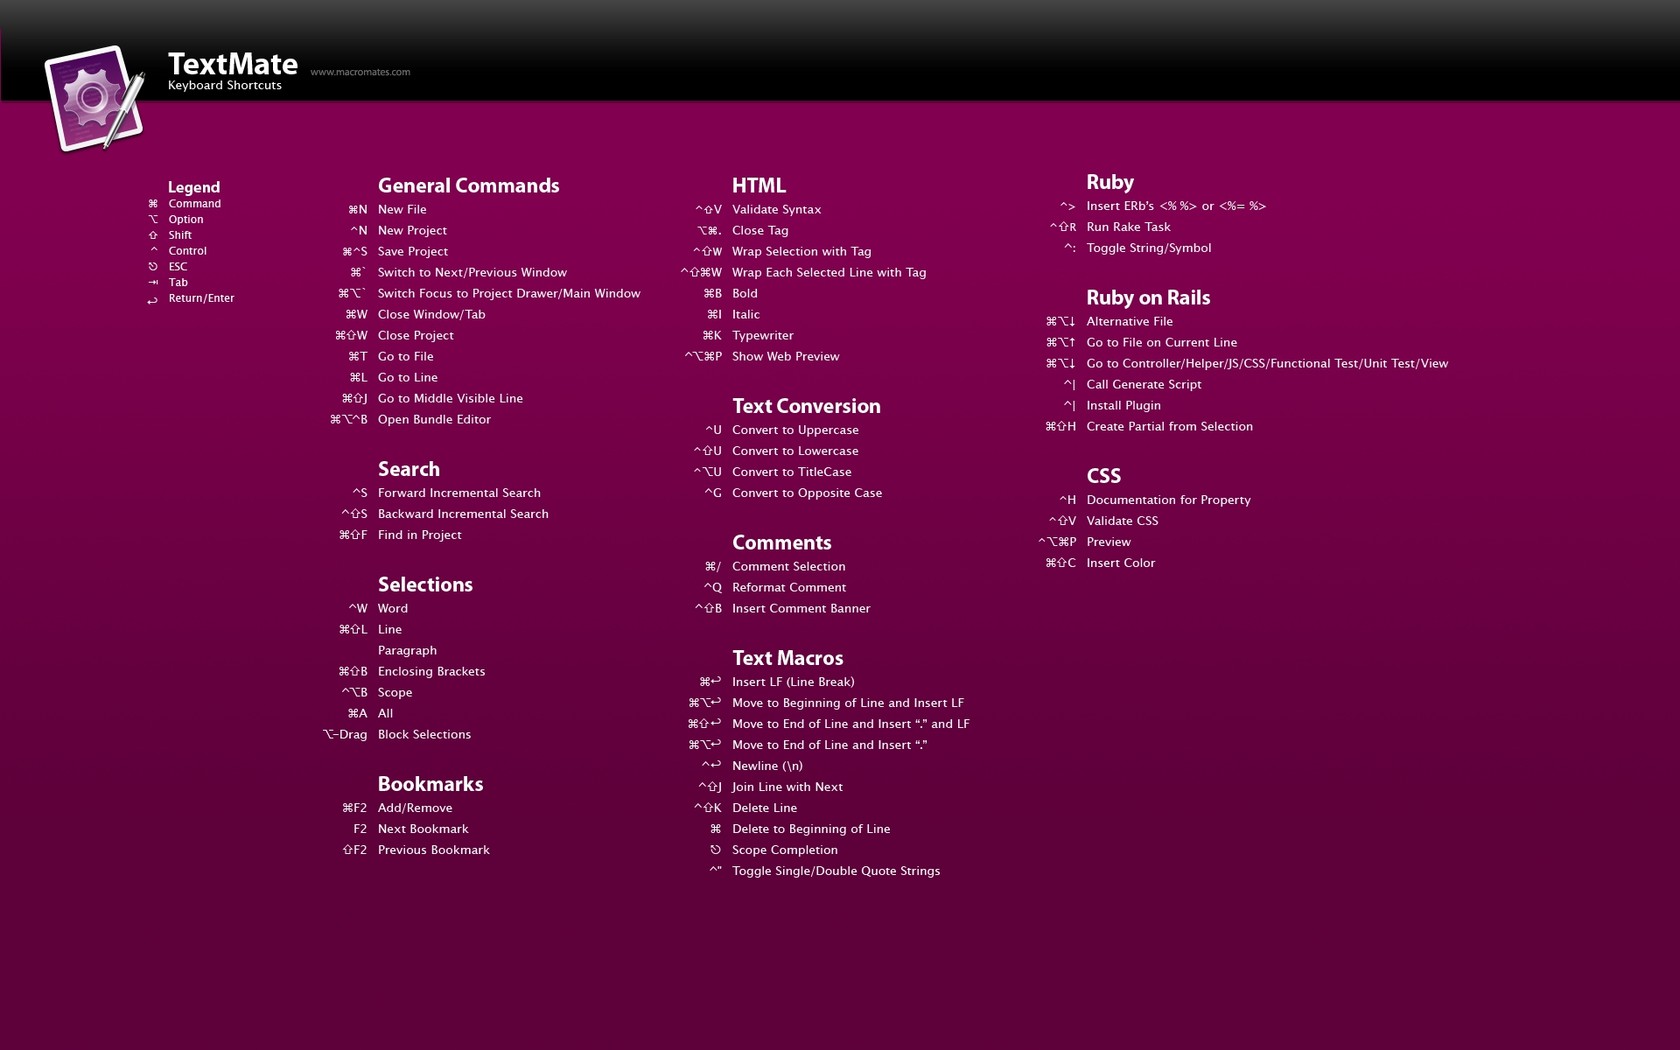 TextMate www.macromates.com
Keyboard Shortcuts
Legend
⌘ Command
⌥ Option
⇧ Shift
^ Control
⎋ ESC
⇥ Tab
↩ Return/Enter
General Commands
⌘N New File
^N New Project
⌘^S Save Project
⌘` Switch to Next/Previous Window
⌘⌥` Switch Focus to Project Drawer/Main Window
⌘W Close Window/Tab
⌘⇧W Close Project
⌘T Go to File
⌘L Go to Line
⌘⇧J Go to Middle Visible Line
⌘⌥^B Open Bundle Editor
Search
^S Forward Incremental Search
^⇧S Backward Incremental Search
⌘⇧F Find in Project
Selections
^W Word
⌘⇧L Line
Paragraph
⌘⇧B Enclosing Brackets
^⌥B Scope
⌘A All
⌥-Drag Block Selections
Bookmarks
⌘F2 Add/Remove
F2 Next Bookmark
⇧F2 Previous Bookmark
HTML
^⇧V Validate Syntax
⌥⌘. Close Tag
^⇧W Wrap Selection with Tag
^⇧⌘W Wrap Each Selected Line with Tag
⌘B Bold
⌘I Italic
⌘K Typewriter
^⌥⌘P Show Web Preview
Text Conversion
^U Convert to Uppercase
^⇧U Convert to Lowercase
^⌥U Convert to TitleCase
^G Convert to Opposite Case
Comments
⌘/ Comment Selection
^Q Reformat Comment
^⇧B Insert Comment Banner
Text Macros
⌘↩ Insert LF (Line Break)
⌘⌥↩ Move to Beginning of Line and Insert LF
⌘⇧↩ Move to End of Line and Insert “.” and LF
⌘⌥↩ Move to End of Line and Insert “.”
^↩ Newline (\n)
^⇧J Join Line with Next
^⇧K Delete Line
⌘ Delete to Beginning of Line
⎋ Scope Completion
^" Toggle Single/Double Quote Strings
Ruby
^> Insert ERb's <% %> or <%= %>
^⇧R Run Rake Task
^: Toggle String/Symbol
Ruby on Rails
⌘⌥↓ Alternative File
⌘⌥↑ Go to File on Current Line
⌘⌥↓ Go to Controller/Helper/JS/CSS/Functional Test/Unit Test/View
^| Call Generate Script
^| Install Plugin
⌘⇧H Create Partial from Selection
CSS
^H Documentation for Property
^⇧V Validate CSS
^⌥⌘P Preview
⌘⇧C Insert Color